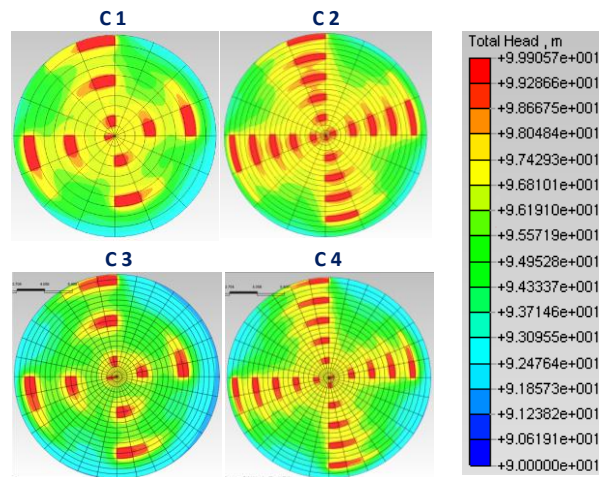 C 1
C 2
C 3
C 4
Total Head , m
+9.99057e+001
+9.92866e+001
+9.86675e+001
+9.80484e+001
+9.74293e+001
+9.68101e+001
+9.61910e+001
+9.55719e+001
+9.49528e+001
+9.43337e+001
+9.37146e+001
+9.30955e+001
+9.24764e+001
+9.18573e+001
+9.12382e+001
+9.06191e+001
+9.00000e+001